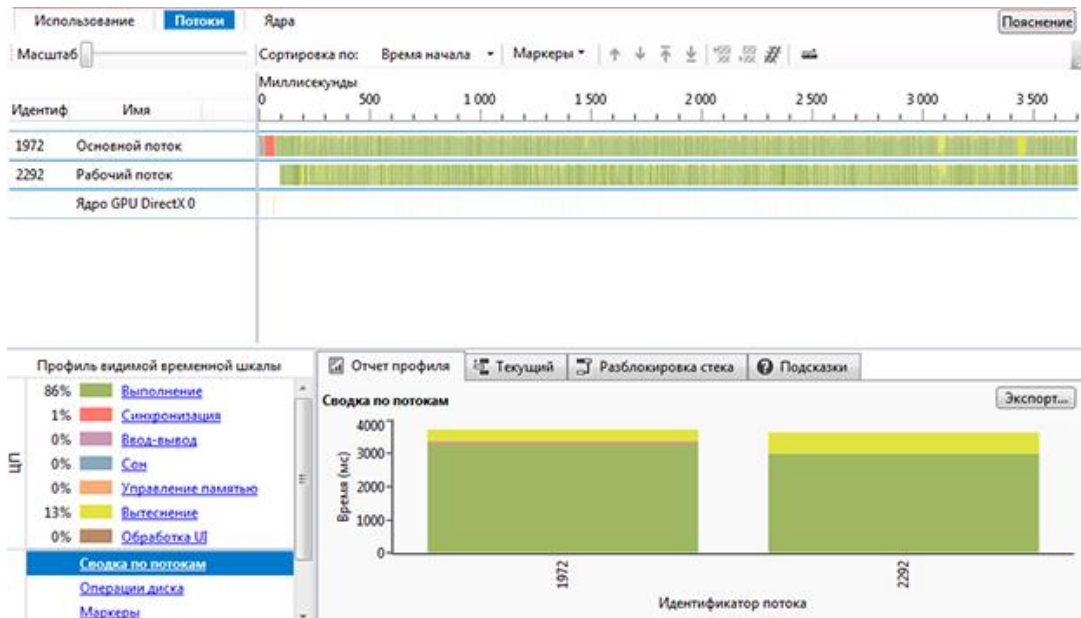 Использование Потоки Ядра Пояснение
Масштаб Сортировка по: Время начала Маркеры
Миллисекунды
0 500 1 000 1 500 2 000 2 500 3 000 3 500
Идентиф Имя
1972 Основной поток
2292 Рабочий поток
Ядро GPU DirectX 0
Профиль видимой временной шкалы
ЦП
86% Выполнение
1% Синхронизация
0% Ввод-вывод
0% Сон
0% Управление памятью
13% Вытеснение
0% Обработка UI
Сводка по потокам
Операции диска
Маркеры
Отчет профиля Текущий Разблокировка стека Подсказки
Сводка по потокам Экспорт...
Время (мс)
4000
3000
2000
1000
0
1972 2292
Идентификатор потока